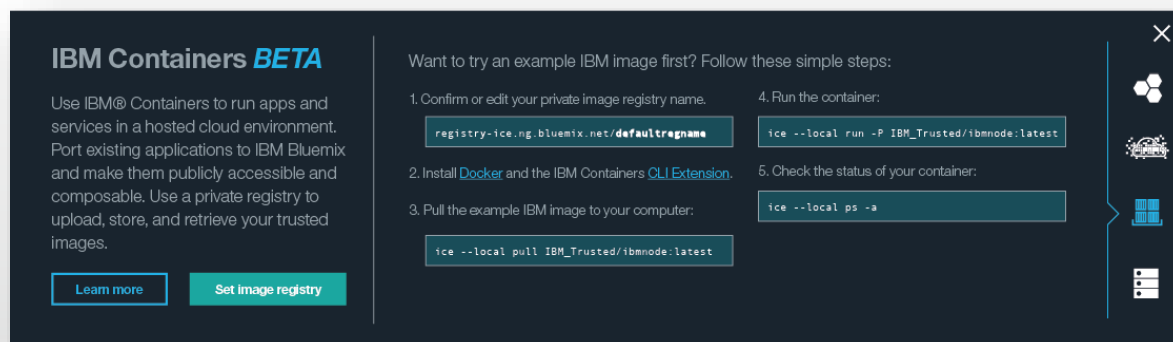 IBM Containers BETA
Use IBM® Containers to run apps and
services in a hosted cloud environment.
Port existing applications to IBM Bluemix
and make them publicly accessible and
composable. Use a private registry to
upload, store, and retrieve your trusted
images.
Learn more
Set image registry
Want to try an example IBM image first? Follow these simple steps:
1. Confirm or edit your private image registry name.
registry-ice.ng.bluemix.net/defaultregname
2. Install Docker and the IBM Containers CLI Extension.
3. Pull the example IBM image to your computer:
ice --local pull IBM_Trusted/ibmnode:latest
4. Run the container:
ice --local run -P IBM_Trusted/ibmnode:latest
5. Check the status of your container:
ice --local ps -a